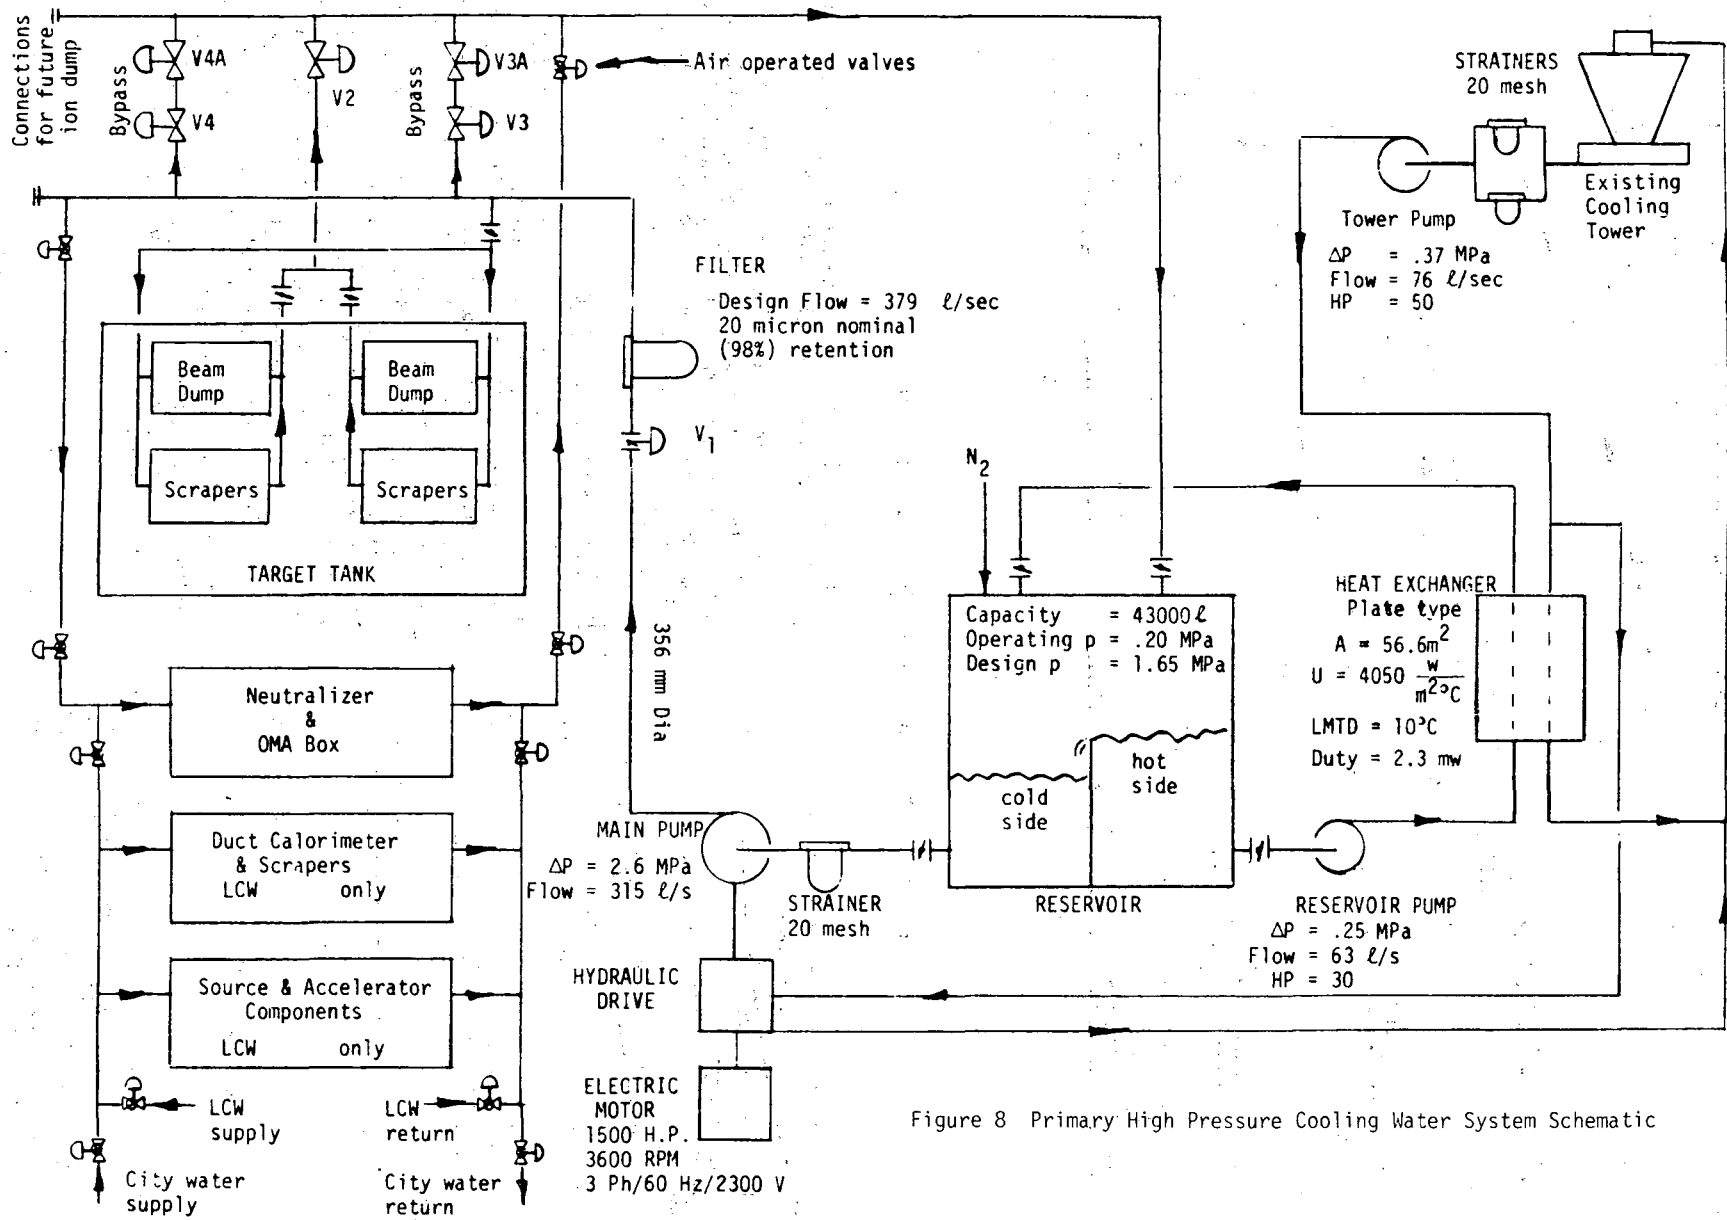 Connections
for future
ion dump
Bypass
V4A
V4
V2
Bypass
V3A
V3
Air operated valves
STRAINERS
20 mesh
Existing
Cooling
Tower
Tower Pump
ΔP = .37 MPa
Flow = 76 ℓ/sec
HP = 50
FILTER
Design Flow = 379 ℓ/sec
20 micron nominal
(98%) retention
V1
Beam
Dump
Beam
Dump
Scrapers
Scrapers
TARGET TANK
356 mm Dia
N2
Capacity = 43000ℓ
Operating p = .20 MPa
Design p = 1.65 MPa
cold
side
hot
side
RESERVOIR
HEAT EXCHANGER
Plate type
A = 56.6m²
U = 4050 w/m²°C
LMTD = 10°C
Duty = 2.3 mw
Neutralizer
&
OMA Box
Duct Calorimeter
& Scrapers
LCW only
Source & Accelerator
Components
LCW only
MAIN PUMP
ΔP = 2.6 MPa
Flow = 315 ℓ/s
STRAINER
20 mesh
RESERVOIR PUMP
ΔP = .25 MPa
Flow = 63 ℓ/s
HP = 30
HYDRAULIC
DRIVE
ELECTRIC
MOTOR
1500 H.P.
3600 RPM
3 Ph/60 Hz/2300 V
LCW
supply
LCW
return
City water
supply
City water
return
Figure 8 Primary High Pressure Cooling Water System Schematic